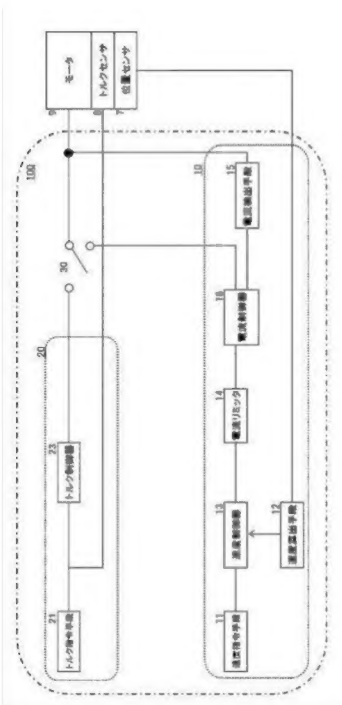 100
20
21
トルク指令手段
23
トルク制御器
30
9
モータ
8
トルクセンサ
7
位置センサ
10
11
速度指令手段
13
速度制御器
12
速度算出手段
14
電流リミッタ
16
電流制御器
15
電流検出手段